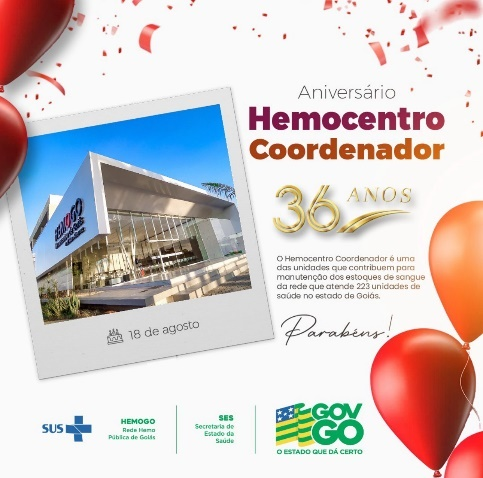 Aniversário
Hemocentro
Coordenador
36 ANOS
HEMOGO
O Hemocentro Coordenador é uma
das unidades que contribuem para
manutenção dos estoques de sangue
da rede que atende 223 unidades de
saúde no estado de Goiás.
Parabéns!
18 de agosto
SUS
HEMOGO
Rede Hemo
Pública de Goiás
SES
Secretaria de
Estado da
Saúde
GOV
GO
O ESTADO QUE DÁ CERTO